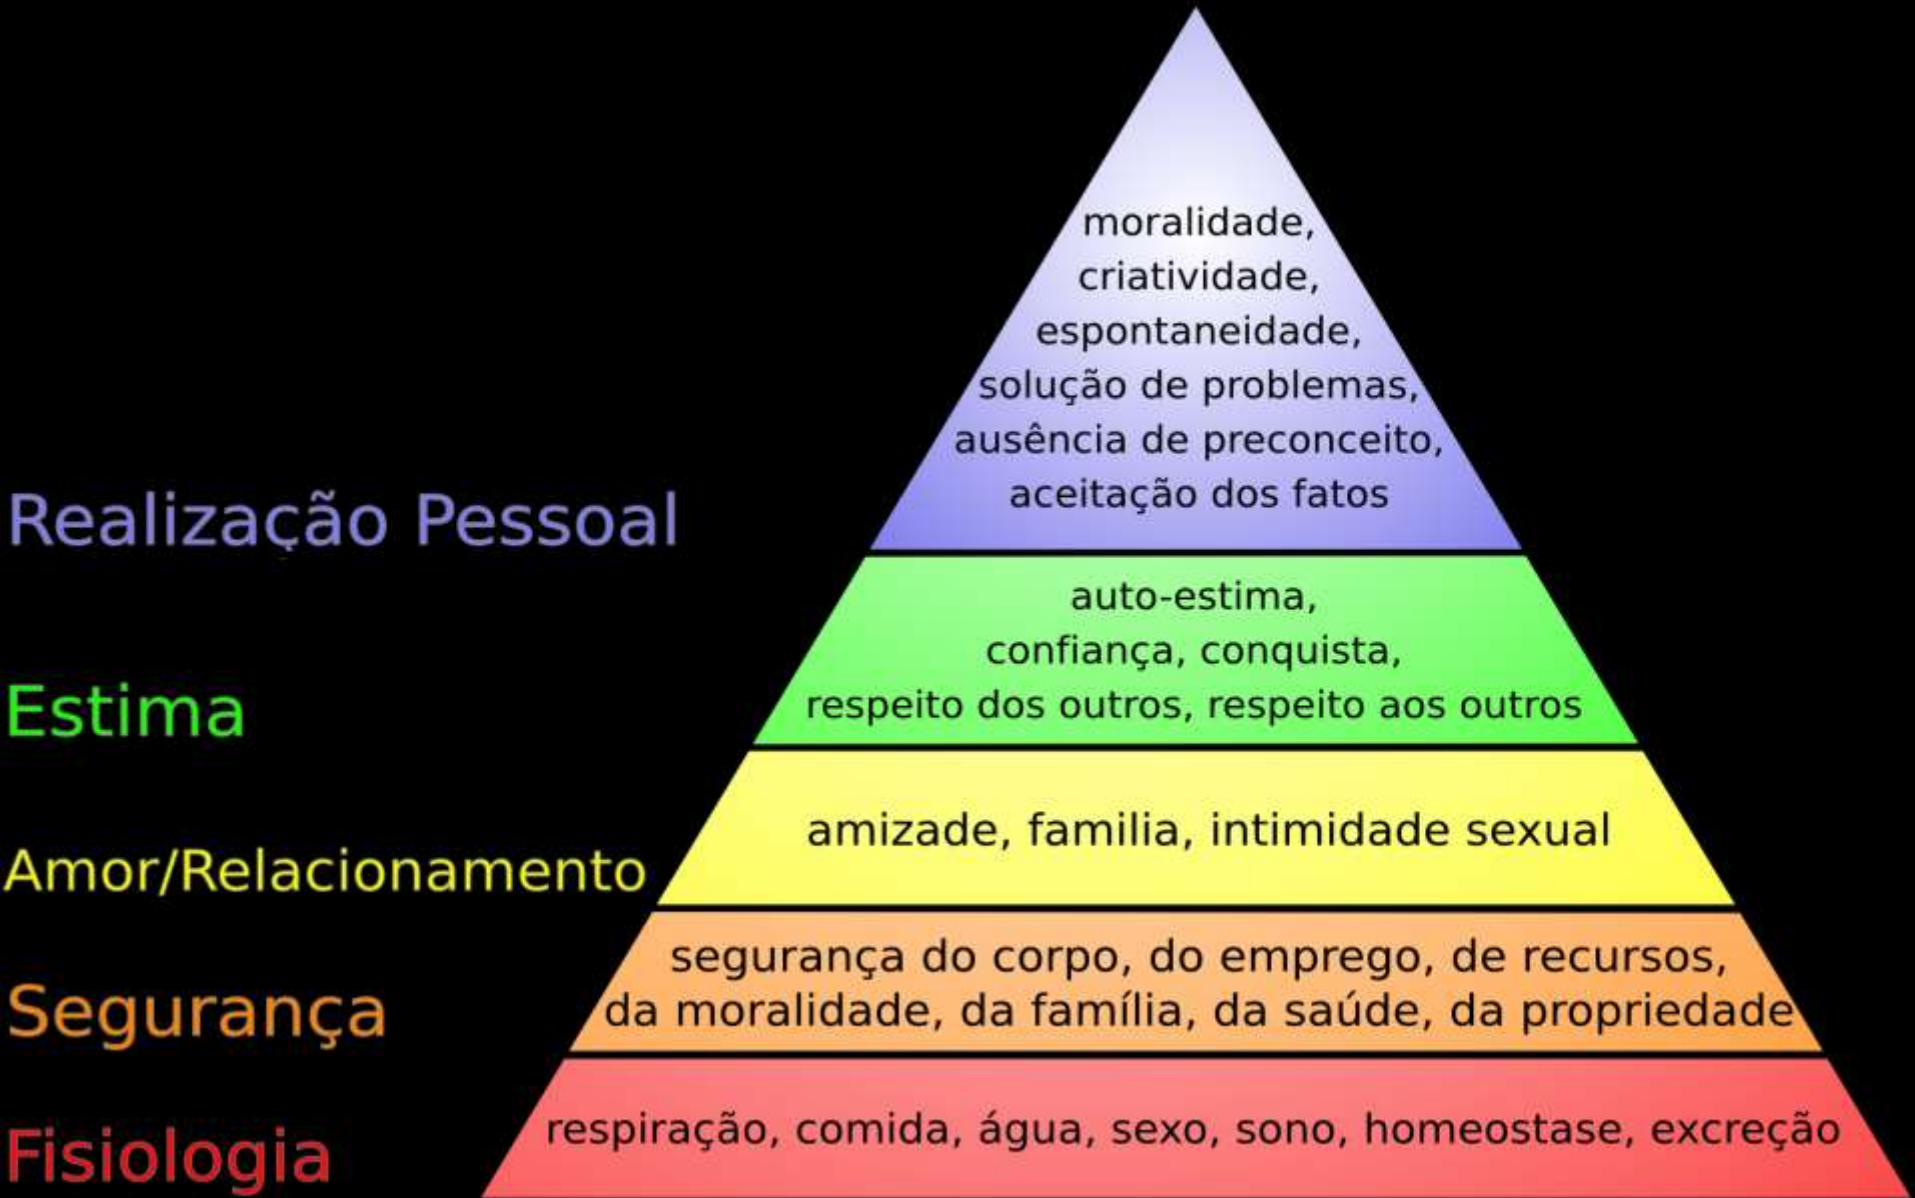 moralidade,
criatividade,
espontaneidade,
solução de problemas,
ausência de preconceito,
aceitação dos fatos
Realização Pessoal
auto-estima,
confiança, conquista,
respeito dos outros, respeito aos outros
Estima
amizade, familia, intimidade sexual
Amor/Relacionamento
segurança do corpo, do emprego, de recursos,
da moralidade, da família, da saúde, da propriedade
Segurança
respiração, comida, água, sexo, sono, homeostase, excreção
Fisiologia